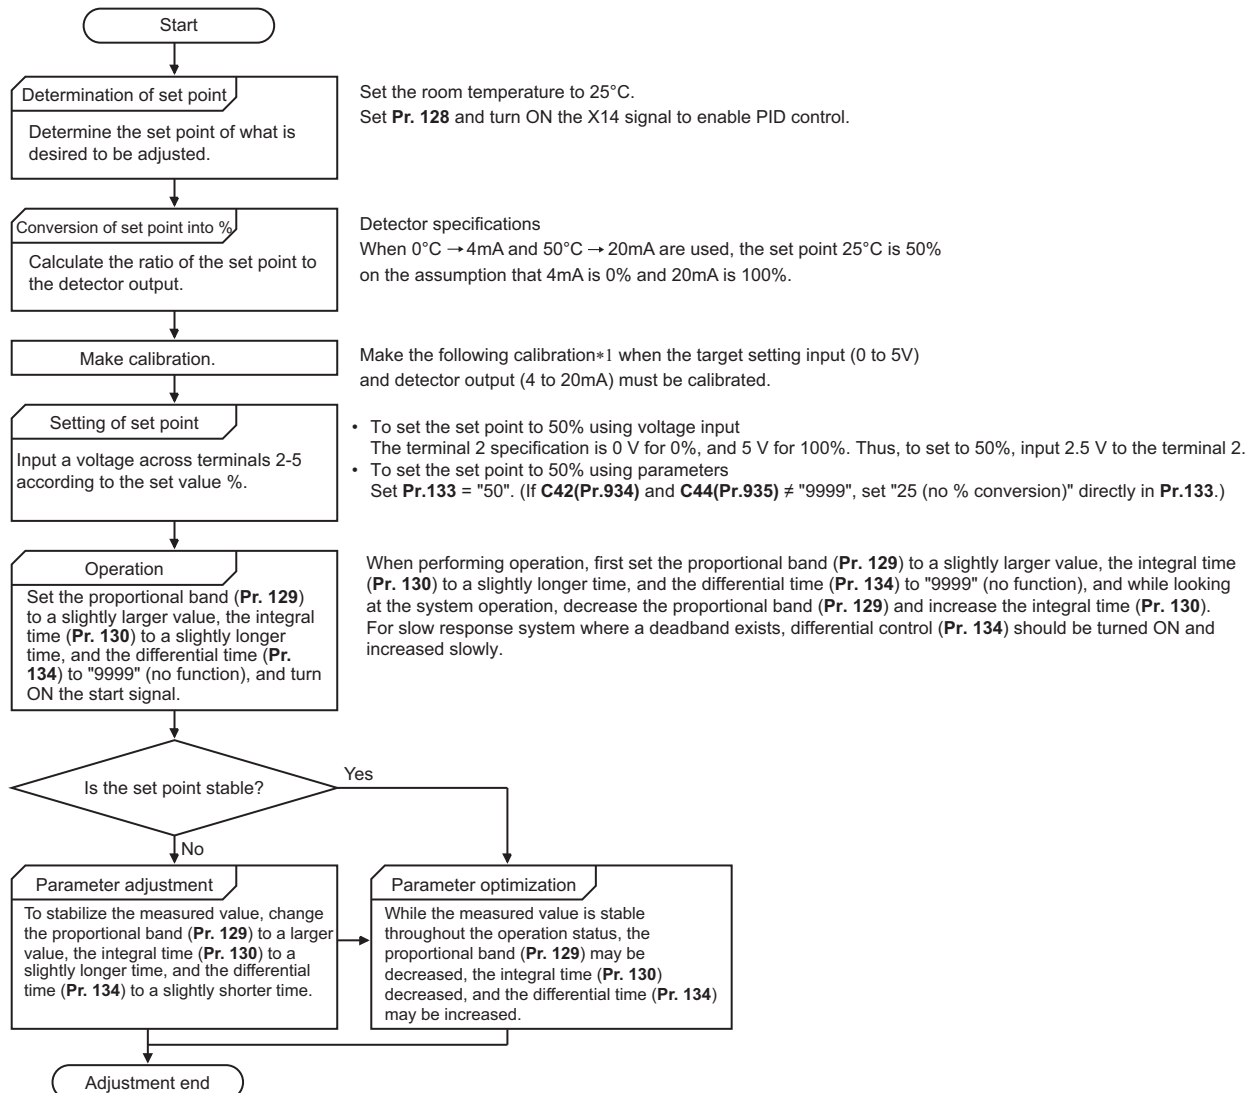 Start
Determination of set point
Determine the set point of what is
desired to be adjusted.
Set the room temperature to 25°C.
Set Pr. 128 and turn ON the X14 signal to enable PID control.
Conversion of set point into %
Calculate the ratio of the set point to
the detector output.
Detector specifications
When 0°C → 4mA and 50°C → 20mA are used, the set point 25°C is 50%
on the assumption that 4mA is 0% and 20mA is 100%.
Make calibration.
Make the following calibration*1 when the target setting input (0 to 5V)
and detector output (4 to 20mA) must be calibrated.
Setting of set point
Input a voltage across terminals 2-5
according to the set value %.
• To set the set point to 50% using voltage input
The terminal 2 specification is 0 V for 0%, and 5 V for 100%. Thus, to set to 50%, input 2.5 V to the terminal 2.
• To set the set point to 50% using parameters
Set Pr.133 = "50". (If C42(Pr.934) and C44(Pr.935) ≠ "9999", set "25 (no % conversion)" directly in Pr.133.)
Operation
Set the proportional band (Pr. 129)
to a slightly larger value, the integral
time (Pr. 130) to a slightly longer
time, and the differential time (Pr.
134) to "9999" (no function), and turn
ON the start signal.
When performing operation, first set the proportional band (Pr. 129) to a slightly larger value, the integral time
(Pr. 130) to a slightly longer time, and the differential time (Pr. 134) to "9999" (no function), and while looking
at the system operation, decrease the proportional band (Pr. 129) and increase the integral time (Pr. 130).
For slow response system where a deadband exists, differential control (Pr. 134) should be turned ON and
increased slowly.
Is the set point stable?
Yes
No
Parameter adjustment
To stabilize the measured value, change
the proportional band (Pr. 129) to a larger
value, the integral time (Pr. 130) to a
slightly longer time, and the differential
time (Pr. 134) to a slightly shorter time.
Parameter optimization
While the measured value is stable
throughout the operation status, the
proportional band (Pr. 129) may be
decreased, the integral time (Pr. 130)
decreased, and the differential time (Pr. 134)
may be increased.
Adjustment end